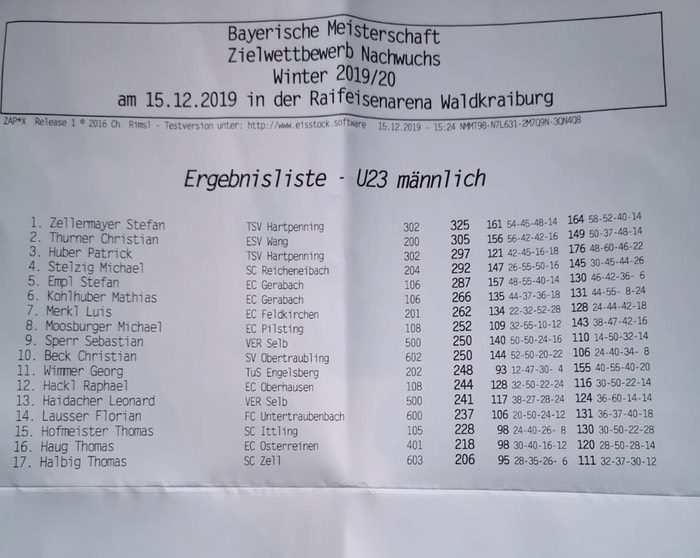 Bayerische Meisterschaft
Zielwettbewerb Nachwuchs
Winter 2019/20
am 15.12.2019 in der Raifeisenarena Waldkraiburg
ZAP*X Release 1 © 2016 Ch. Rimsl - Testversion unter: http://www.eisstock.software 15.12.2019 - 15:24 NMMT98-N7L631-2M7Q9N-3QN4Q8
Ergebnisliste - U23 männlich
1. Zellermayer Stefan TSV Hartpenning 302 325 161 54-45-48-14 164 58-52-40-14
2. Thurner Christian ESV Wang 200 305 156 56-42-42-16 149 50-37-48-14
3. Huber Patrick TSV Hartpenning 302 297 121 42-45-16-18 176 48-60-46-22
4. Stelzig Michael SC Reicheneibach 204 292 147 26-55-50-16 145 30-45-44-26
5. Empl Stefan EC Gerabach 106 287 157 48-55-40-14 130 46-42-36- 6
6. Kohlhuber Mathias EC Gerabach 106 266 135 44-37-36-18 131 44-55- 8-24
7. Merkl Luis EC Feldkirchen 201 262 134 22-32-52-28 128 24-44-42-18
8. Moosburger Michael EC Pilsting 108 252 109 32-55-10-12 143 38-47-42-16
9. Sperr Sebastian VER Selb 500 250 140 50-50-24-16 110 14-50-32-14
10. Beck Christian SV Obertraubling 602 250 144 52-50-20-22 106 24-40-34- 8
11. Wimmer Georg TuS Engelsberg 202 248 93 12-47-30- 4 155 40-55-40-20
12. Hackl Raphael EC Oberhausen 108 244 128 32-50-22-24 116 30-50-22-14
13. Haidacher Leonard VER Selb 500 241 117 38-27-28-24 124 36-60-14-14
14. Lausser Florian FC Untertraubenbach 600 237 106 20-50-24-12 131 36-37-40-18
15. Hofmeister Thomas SC Ittling 105 228 98 24-40-26- 8 130 30-50-22-28
16. Haug Thomas EC Osterreinen 401 218 98 30-40-16-12 120 28-50-28-14
17. Halbig Thomas SC Zell 603 206 95 28-35-26- 6 111 32-37-30-12